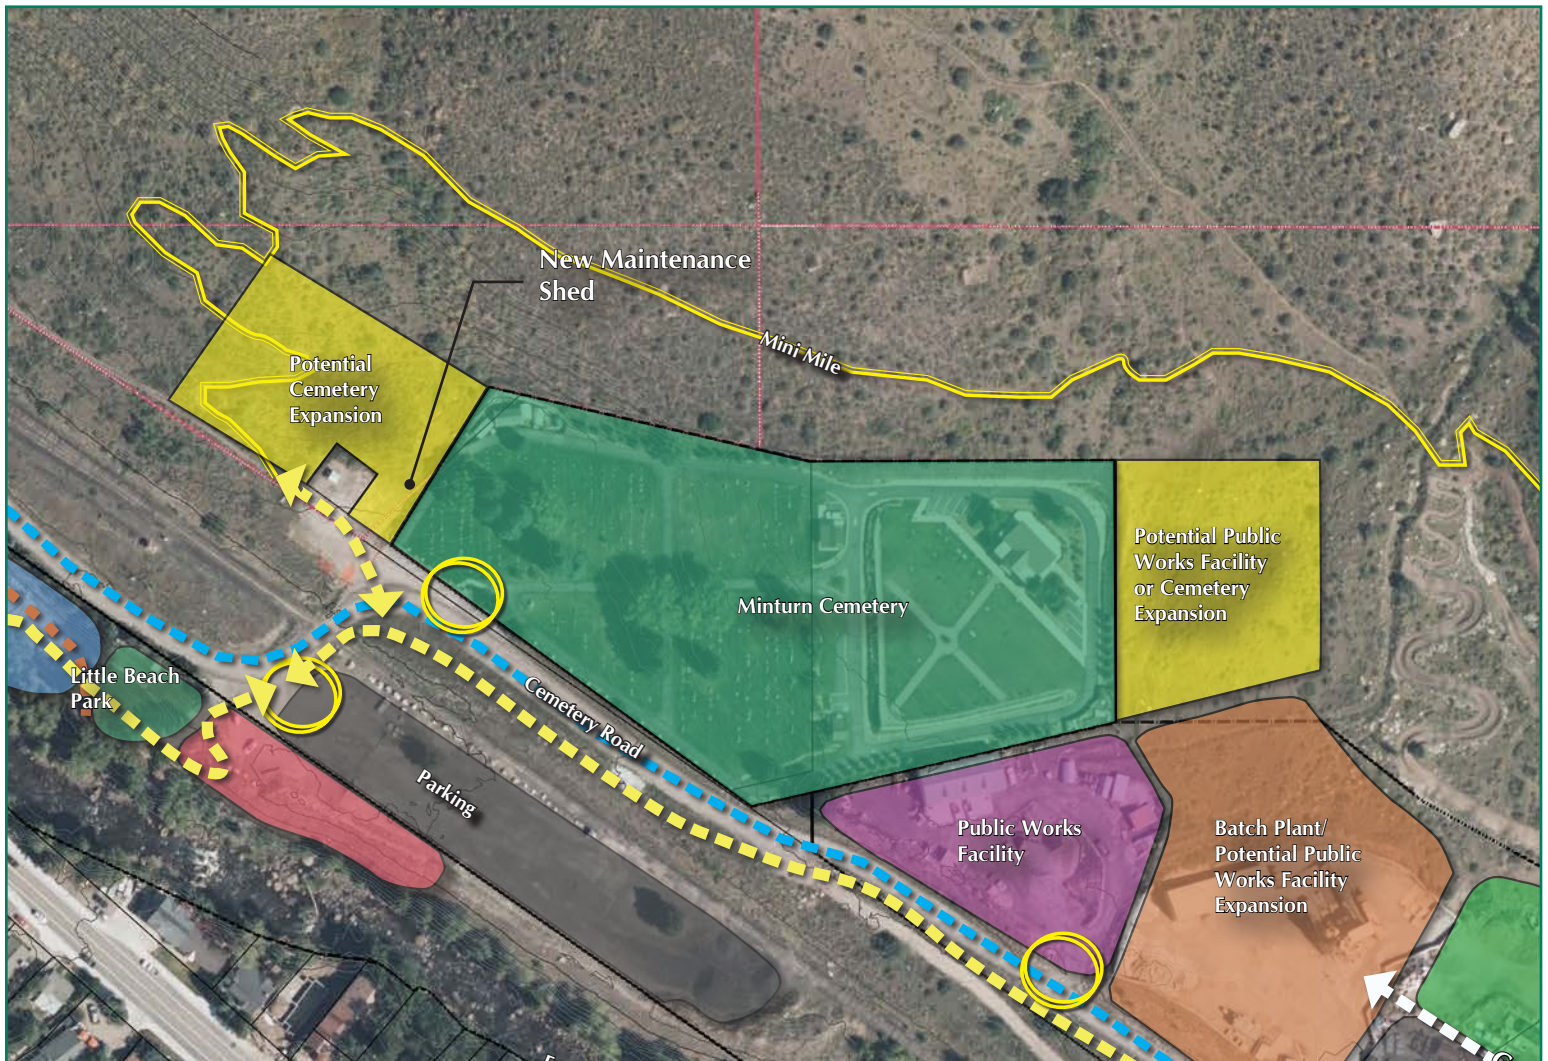 New Maintenance
Shed
Mini Mile
Potential
Cemetery
Expansion
Potential Public
Works Facility
or Cemetery
Expansion
Minturn Cemetery
Little Beach
Park
Cemetery Road
Parking
Public Works
Facility
Batch Plant/
Potential Public
Works Facility
Expansion